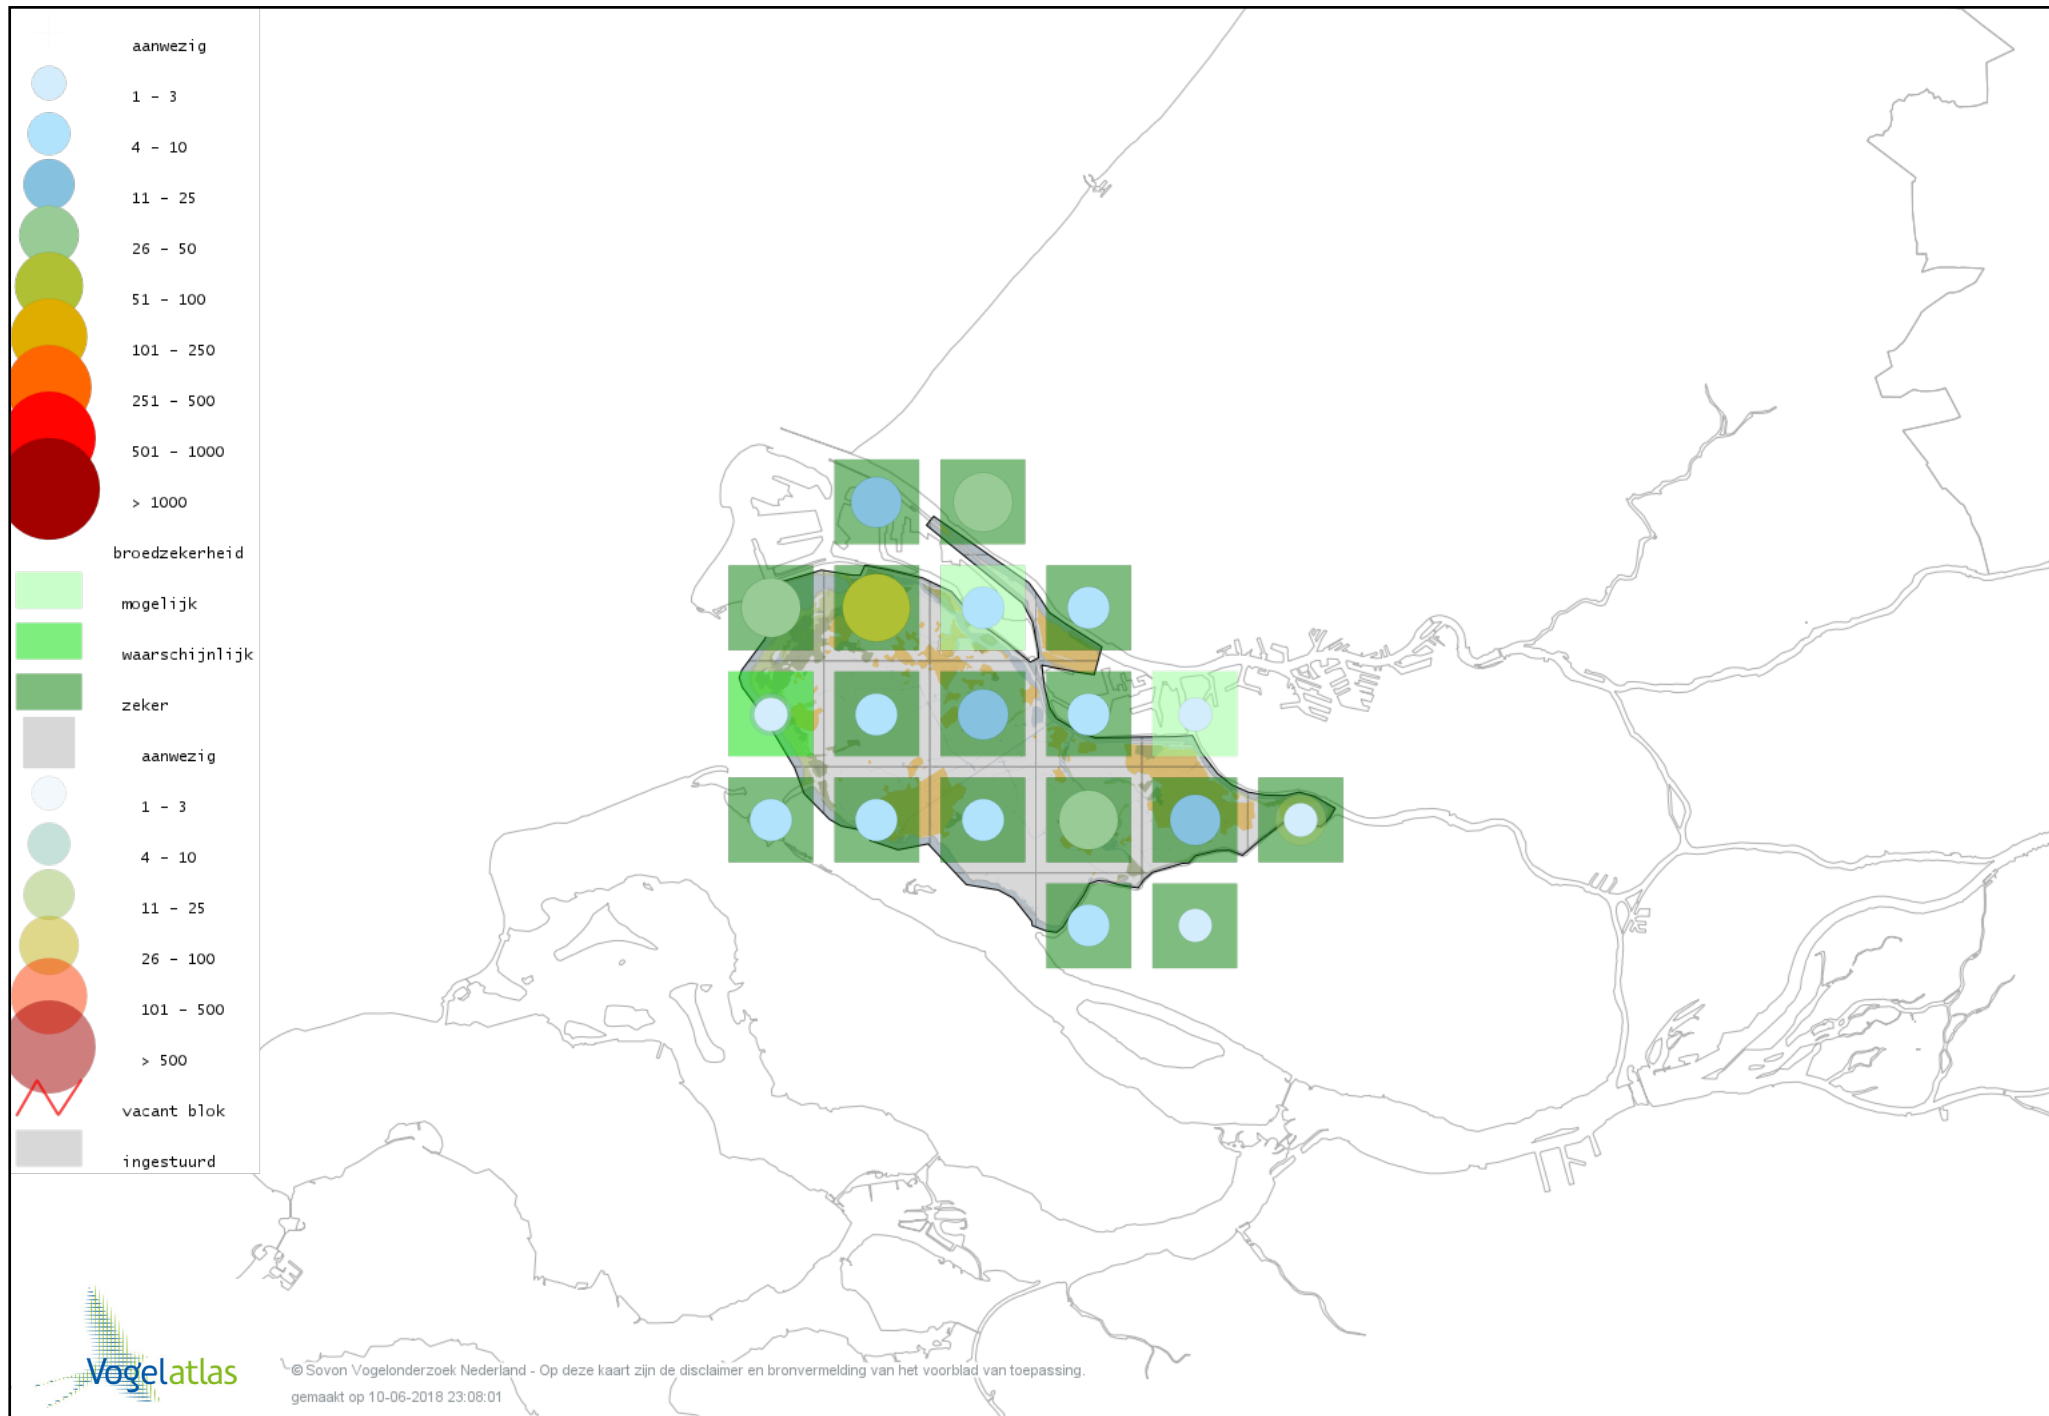 aanwezig
1 - 3
4 - 10
11 - 25
26 - 50
51 - 100
101 - 250
251 - 500
501 - 1000
> 1000
broedzekerheid
mogelijk
waarschijnlijk
zeker
aanwezig
1 - 3
4 - 10
11 - 25
26 - 100
101 - 500
> 500
vacant blok
ingestuurd
Vogelatlas
© Sovon Vogelonderzoek Nederland - Op deze kaart zijn de disclaimer en bronvermelding van het voorblad van toepassing.
gemaakt op 10-06-2018 23:08:01